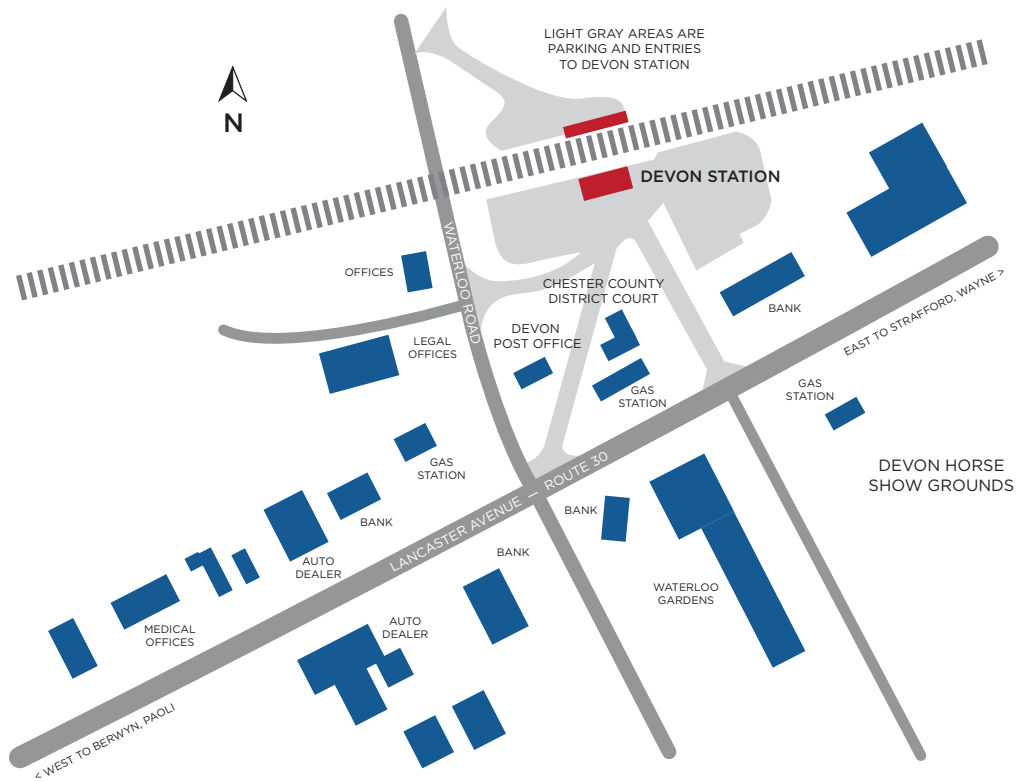 LIGHT GRAY AREAS ARE
PARKING AND ENTRIES
TO DEVON STATION
N
DEVON STATION
WATERLOO ROAD
OFFICES
CHESTER COUNTY
DISTRICT COURT
BANK
EAST TO STRAFFORD, WAYNE >
DEVON
POST OFFICE
LEGAL
OFFICES
GAS
STATION
GAS
STATION
GAS
STATION
DEVON HORSE
SHOW GROUNDS
LANCASTER AVENUE — ROUTE 30
BANK
BANK
BANK
AUTO
DEALER
WATERLOO
GARDENS
MEDICAL
OFFICES
AUTO
DEALER
< WEST TO BERWYN, PAOLI